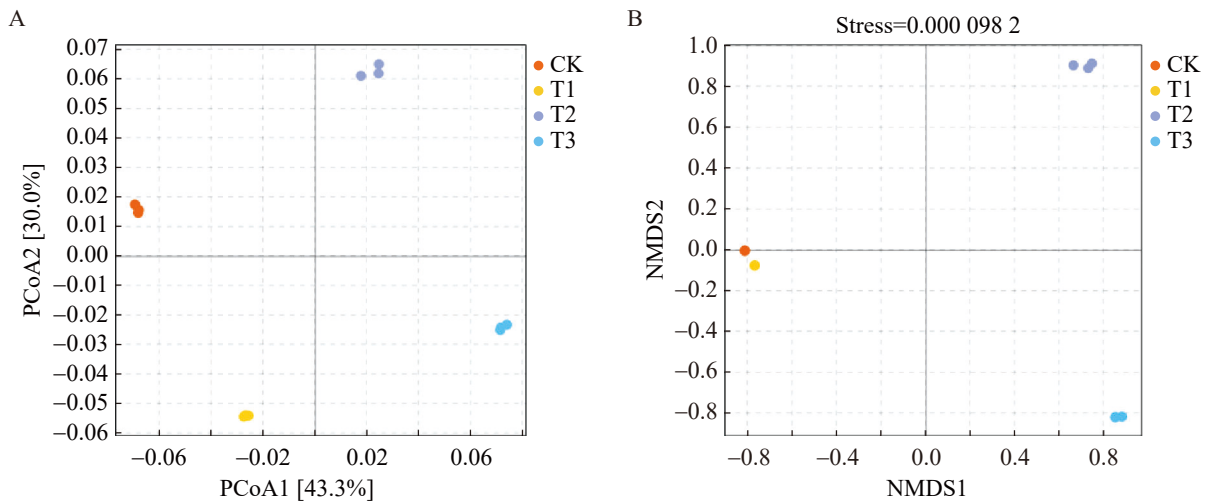 A
0.07
0.06
0.05
0.04
0.03
0.02
0.01
0.00
−0.01
−0.02
−0.03
−0.04
−0.05
−0.06
PCoA2 [30.0%]
−0.06
−0.02
0.02
0.06
PCoA1 [43.3%]
CK
T1
T2
T3
B
Stress=0.000 098 2
1.0
0.8
0.6
0.4
0.2
0.0
−0.2
−0.4
−0.6
−0.8
NMDS2
−0.8
−0.4
0.0
0.4
0.8
NMDS1
CK
T1
T2
T3